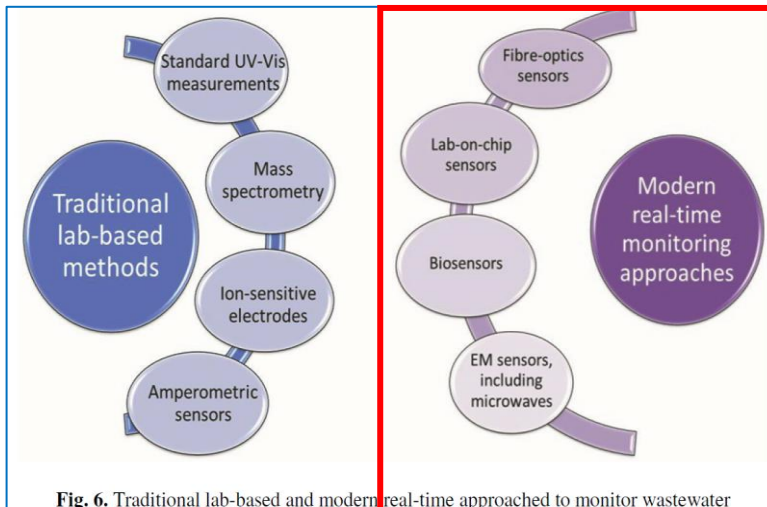 Traditional
lab-based
methods
Standard UV-Vis
measurements
Mass
spectrometry
Ion-sensitive
electrodes
Amperometric
sensors
Fibre-optics
sensors
Lab-on-chip
sensors
Biosensors
EM sensors,
including
microwaves
Modern
real-time
monitoring
approaches
Fig. 6. Traditional lab-based and modern real-time approached to monitor wastewater